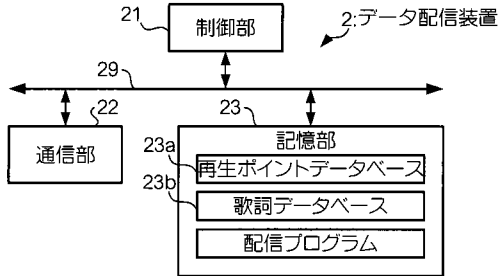 21
制御部
2:データ配信装置
29
22
通信部
23
記憶部
23a
再生ポイントデータベース
23b
歌詞データベース
配信プログラム